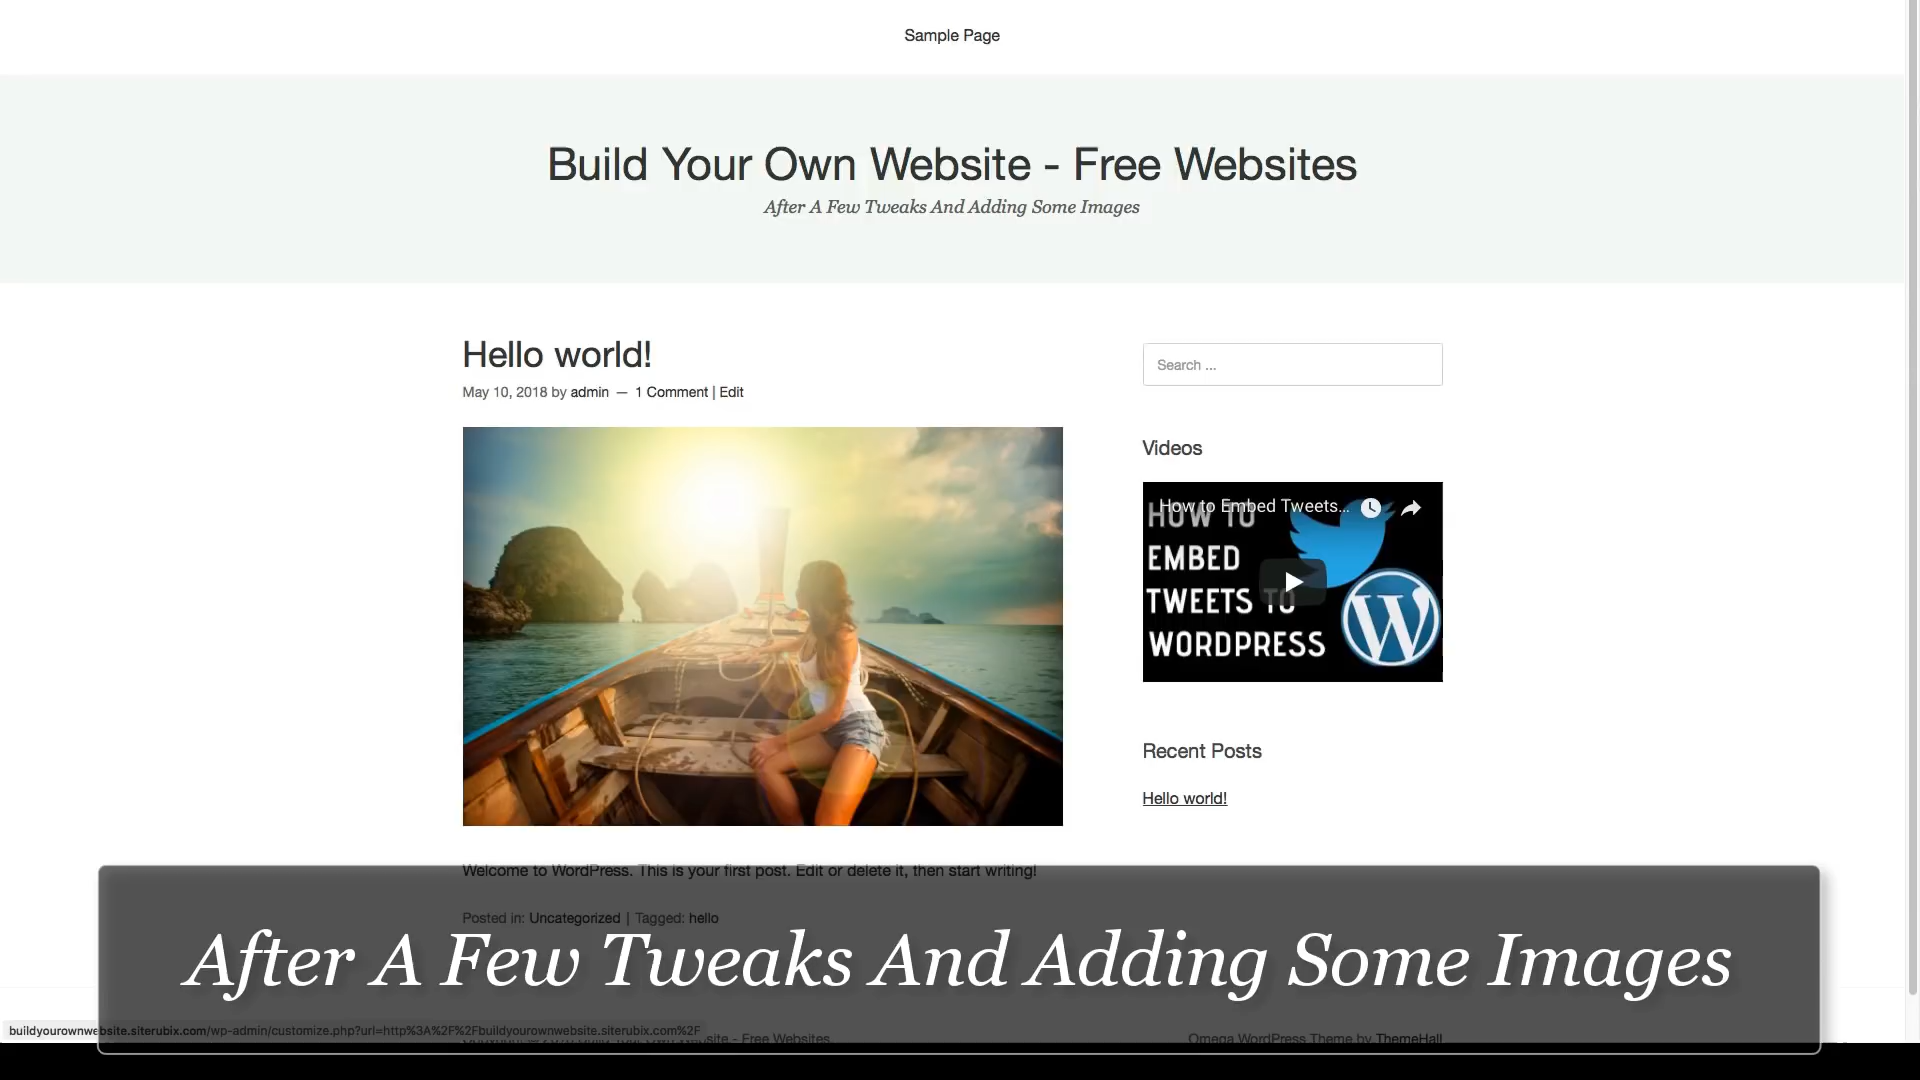 Sample Page
Build Your Own Website - Free Websites
After A Few Tweaks And Adding Some Images
Hello world!
May 10, 2018 by admin — 1 Comment | Edit
Search ...
Videos
How to Embed Tweets...
HOW TO
EMBED
TWEETS TO
WORDPRESS
Recent Posts
Hello world!
Welcome to WordPress. This is your first post. Edit or delete it, then start writing!
Posted in: Uncategorized | Tagged: hello
After A Few Tweaks And Adding Some Images
buildyourownwebsite.siterubix.com/wp-admin/customize.php?url=http%3A%2F%2Fbuildyourownwebsite.siterubix.com%2F
- Free Websites
Omega WordPress Theme by ThemeHall